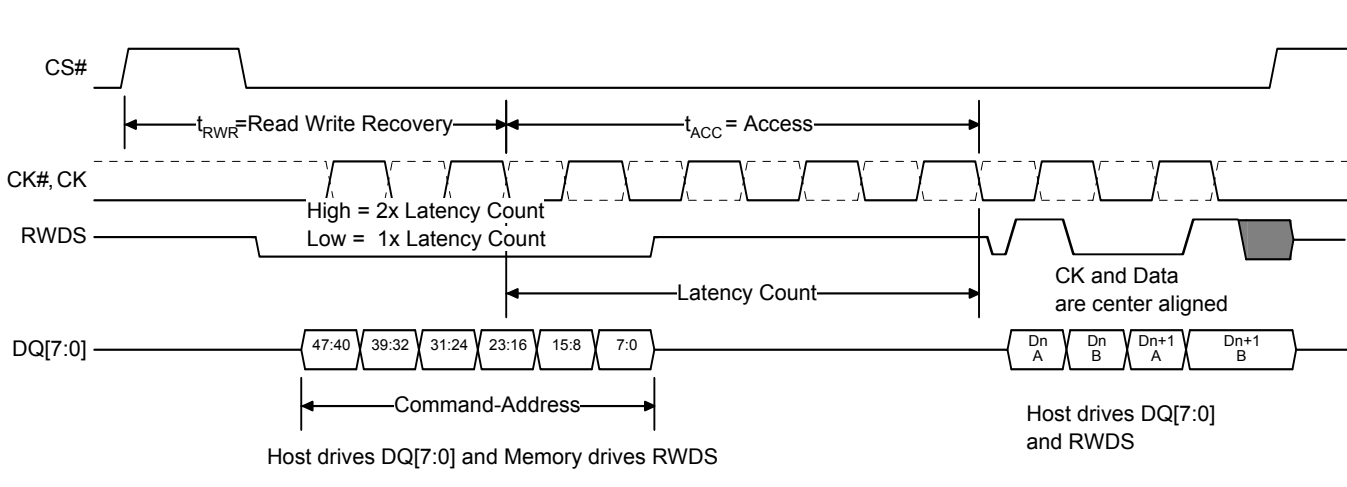 CS#
tRWR=Read Write Recovery
tACC = Access
CK#, CK
High = 2x Latency Count
Low = 1x Latency Count
RWDS
CK and Data
are center aligned
Latency Count
DQ[7:0]
47:40 39:32 31:24 23:16 15:8 7:0
Dn Dn Dn+1 Dn+1
A B A B
Command-Address
Host drives DQ[7:0]
and RWDS
Host drives DQ[7:0] and Memory drives RWDS